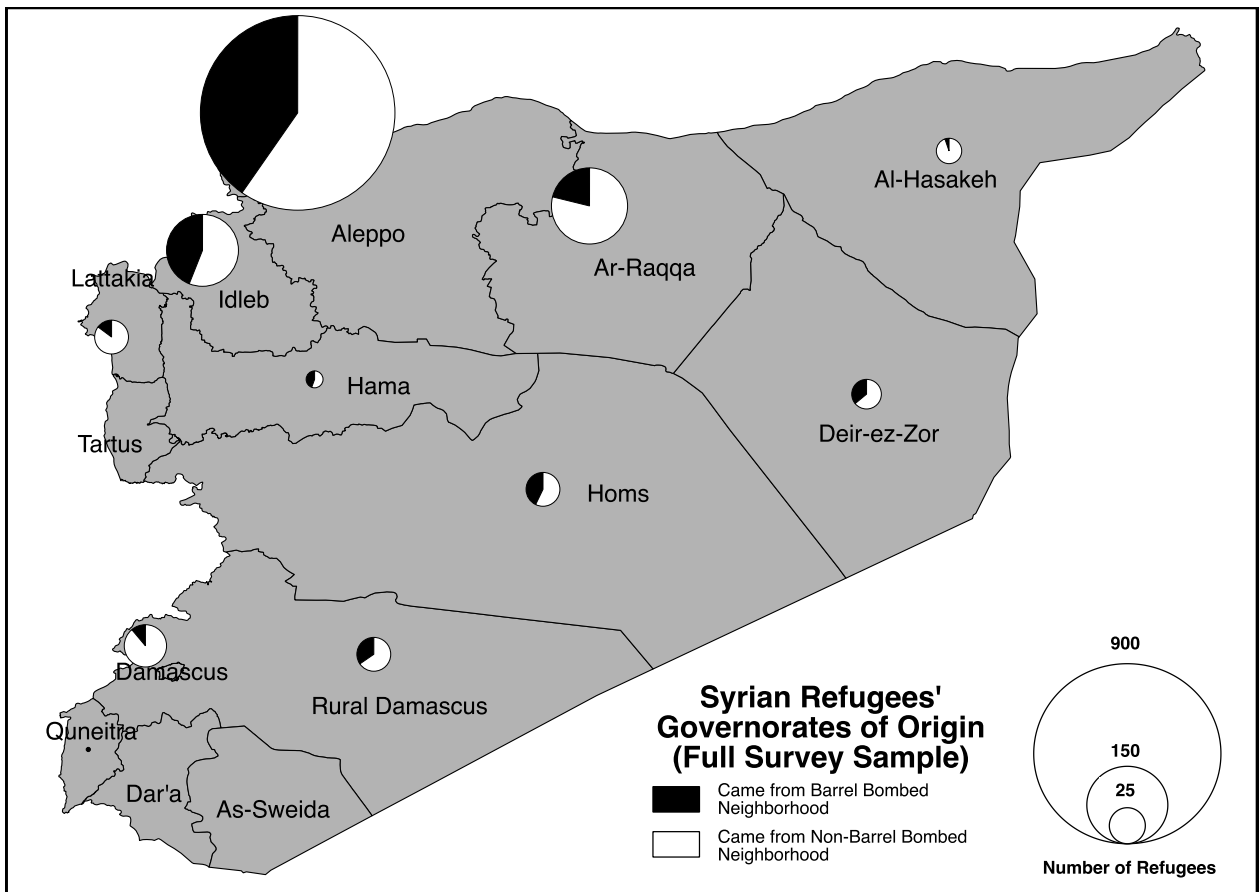 Al-Hasakeh
Aleppo
Ar-Raqqa
Lattakia
Idleb
Hama
Deir-ez-Zor
Tartus
Homs
Damascus
Rural Damascus
Quneitra
Dar'a
As-Sweida
Syrian Refugees'
Governorates of Origin
(Full Survey Sample)
Came from Barrel Bombed
Neighborhood
Came from Non-Barrel Bombed
Neighborhood
900
150
25
Number of Refugees